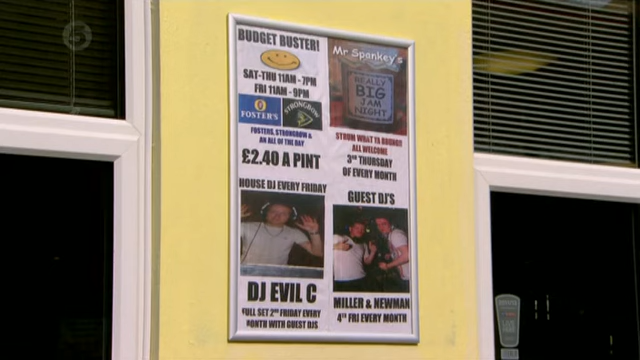 5
BUDGET BUSTER!
SAT-THU 11AM - 7PM
FRI 11AM - 9PM
FOSTER'S
STRONGBOW
FOSTERS, STRONGBOW &
AN ALE OF THE DAY
£2.40 A PINT
Mr Spankey's
REALLY
BIG
JAM
NIGHT
STRUM WHAT YA BRUNG!!
ALL WELCOME
3RD THURSDAY
OF EVERY MONTH
HOUSE DJ EVERY FRIDAY
DJ EVIL C
FULL SET 2ND FRIDAY EVERY
MONTH WITH GUEST DJS
GUEST DJ'S
MILLER & NEWMAN
4TH FRI EVERY MONTH